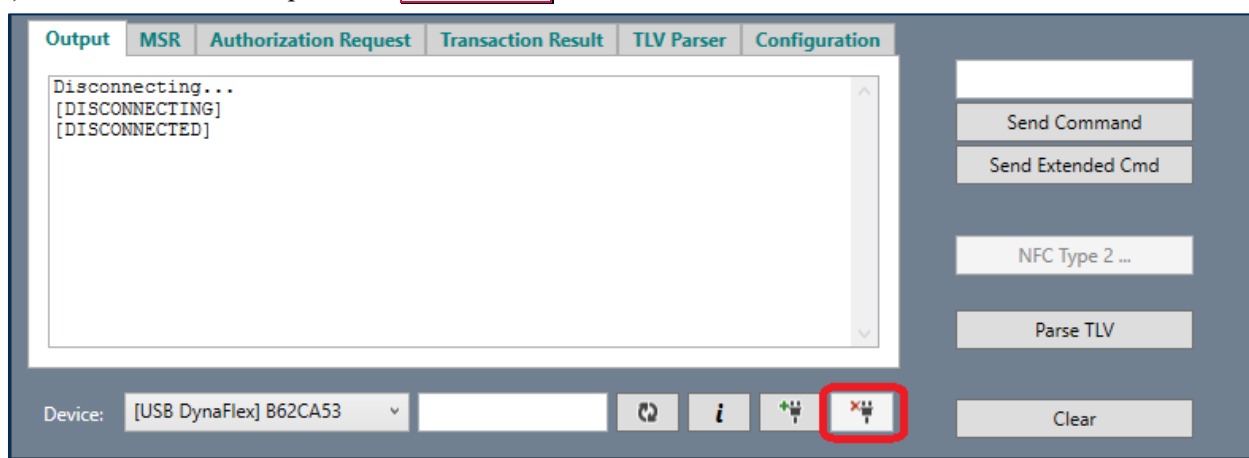 Output MSR Authorization Request Transaction Result TLV Parser Configuration
Disconnecting...
[DISCONNECTING]
[DISCONNECTED]
Send Command
Send Extended Cmd
NFC Type 2 ...
Parse TLV
Device: [USB DynaFlex] B62CA53
i
Clear